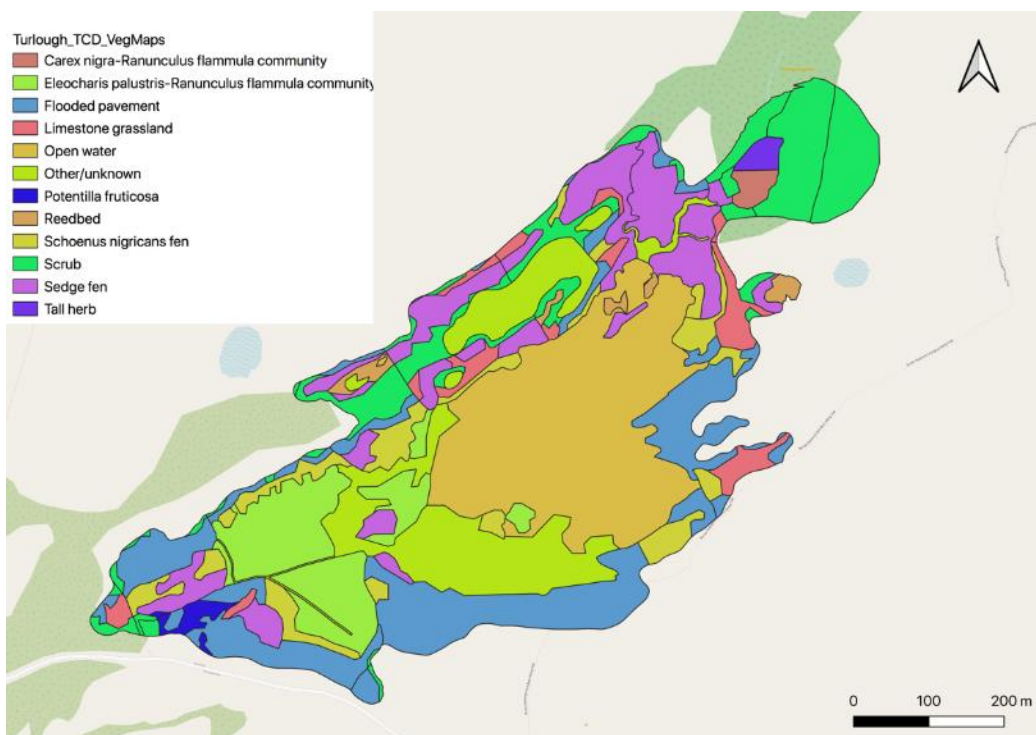 Turlough_TCD_VegMaps
Carex nigra-Ranunculus flammula community
Eleocharis palustris-Ranunculus flammula community
Flooded pavement
Limestone grassland
Open water
Other/unknown
Potentilla fruticosa
Reedbed
Schoenus nigricans fen
Scrub
Sedge fen
Tall herb
0 100 200 m